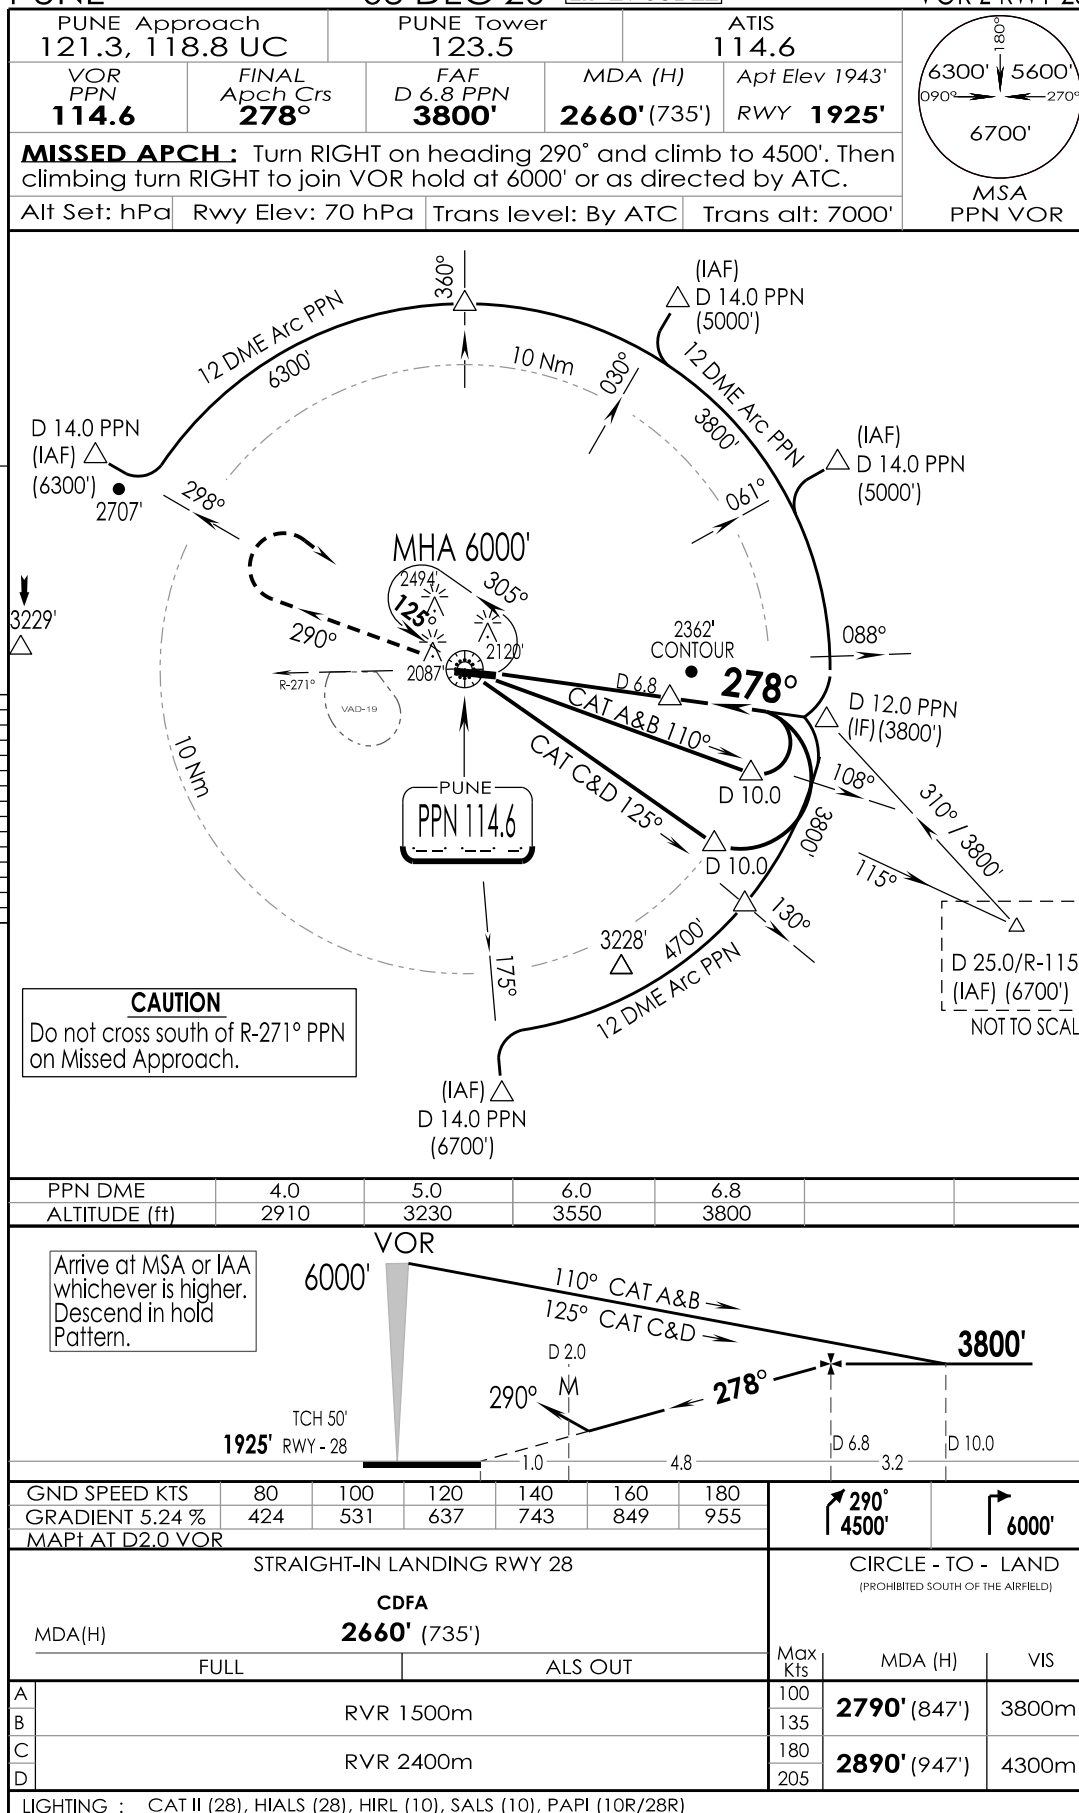 PUNE
PUNE Approach
121.3, 118.8 UC
PUNE Tower
123.5
ATIS
114.6
VOR
PPN
114.6
FINAL
Apch Crs
278°
FAF
D 6.8 PPN
3800'
MDA (H)
2660' (735')
Apt Elev 1943'
RWY 1925'
MISSED APCH : Turn RIGHT on heading 290° and climb to 4500'. Then
climbing turn RIGHT to join VOR hold at 6000' or as directed by ATC.
Alt Set: hPa
Rwy Elev: 70 hPa
Trans level: By ATC
Trans alt: 7000'
180°
6300'
5600'
090°
270°
6700'
MSA
PPN VOR
360°
(IAF)
D 14.0 PPN
(5000')
12 DME Arc PPN
6300'
10 Nm
030°
12 DME Arc PPN
3800'
D 14.0 PPN
(IAF)
(6300')
2707'
298°
(IAF)
D 14.0 PPN
(5000')
061°
MHA 6000'
2494'
305°
125°
3229'
290°
2087'
2120'
2362'
CONTOUR
088°
R-271°
VAD-19
D 6.8
278°
D 12.0 PPN
(IF)(3800')
CAT A&B 110°
CAT C&D 125°
D 10.0
108°
310° / 3800'
10 Nm
PUNE
PPN 114.6
3800'
D 10.0
115°
130°
3228'
4700'
12 DME Arc PPN
175°
D 25.0/R-115
(IAF) (6700')
NOT TO SCAL
CAUTION
Do not cross south of R-271° PPN
on Missed Approach.
(IAF)
D 14.0 PPN
(6700')
PPN DME 4.0 5.0 6.0 6.8
ALTITUDE (ft) 2910 3230 3550 3800
Arrive at MSA or IAA
whichever is higher.
Descend in hold
Pattern.
VOR
6000'
110° CAT A&B
125° CAT C&D
3800'
D 2.0
M
290°
278°
TCH 50'
1925' RWY - 28
D 6.8
D 10.0
1.0
4.8
3.2
GND SPEED KTS 80 100 120 140 160 180
GRADIENT 5.24 % 424 531 637 743 849 955
MAPt AT D2.0 VOR
290°
4500'
6000'
STRAIGHT-IN LANDING RWY 28
CDFA
MDA(H) 2660' (735')
FULL ALS OUT
A
B
RVR 1500m
C
D
RVR 2400m
CIRCLE - TO - LAND
(PROHIBITED SOUTH OF THE AIRFIELD)
Max
Kts
MDA (H)
VIS
100
135
2790' (847')
3800m
180
205
2890' (947')
4300m
LIGHTING : CAT II (28), HIALS (28), HIRL (10), SALS (10), PAPI (10R/28R)